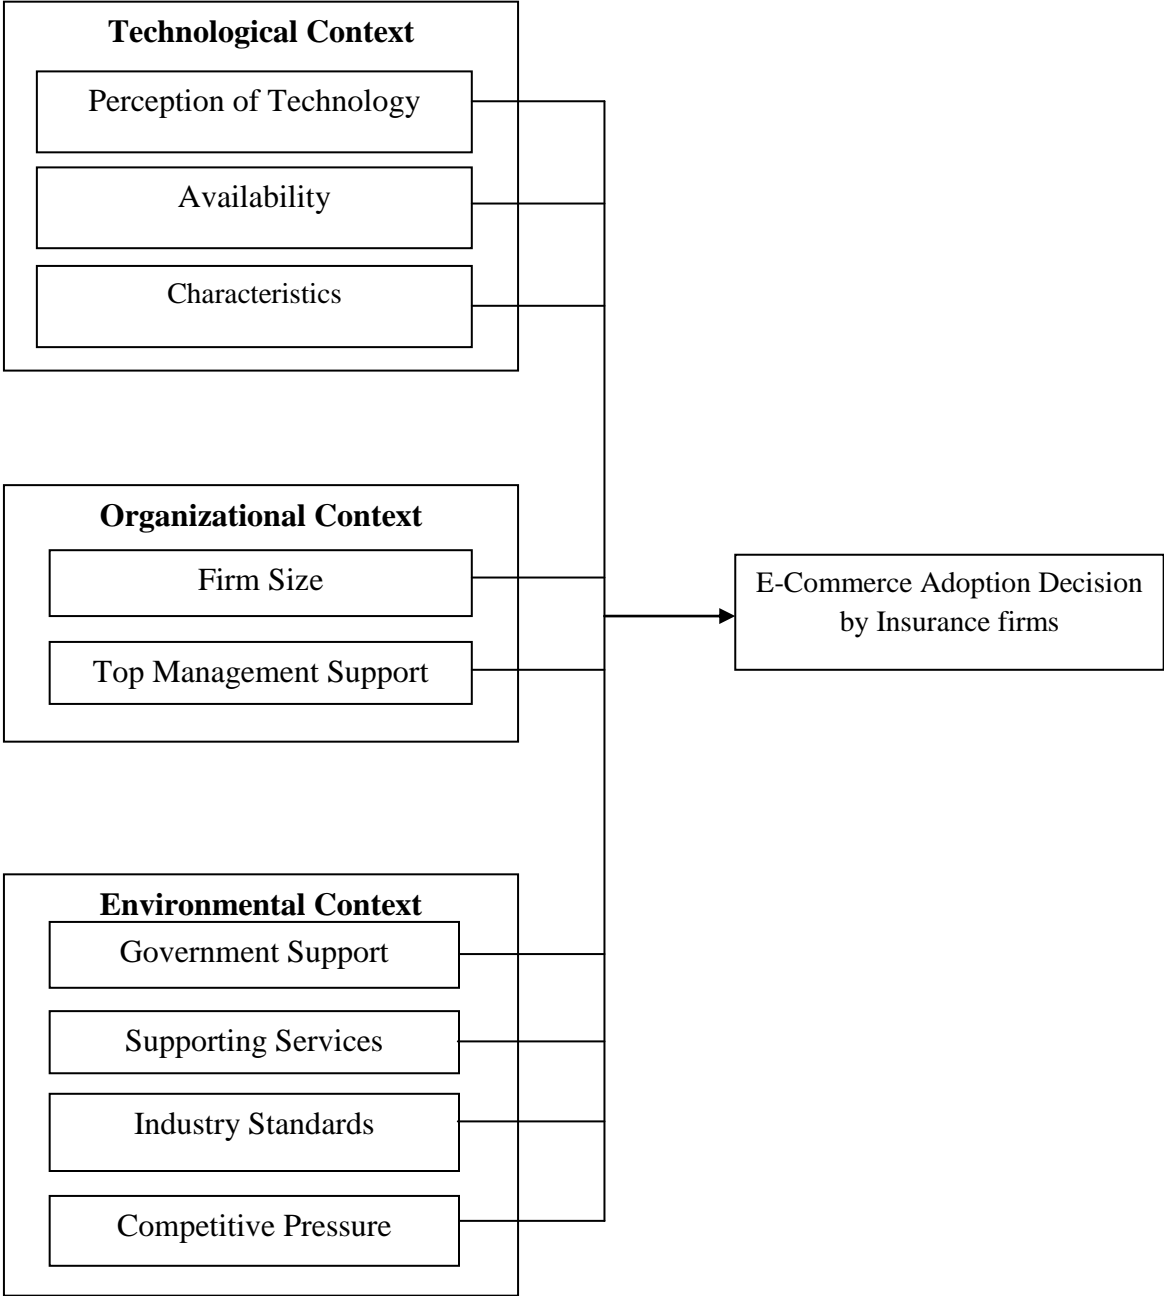 Technological Context
Perception of Technology
Availability
Characteristics
Organizational Context
Firm Size
Top Management Support
E-Commerce Adoption Decision
by Insurance firms
Environmental Context
Government Support
Supporting Services
Industry Standards
Competitive Pressure